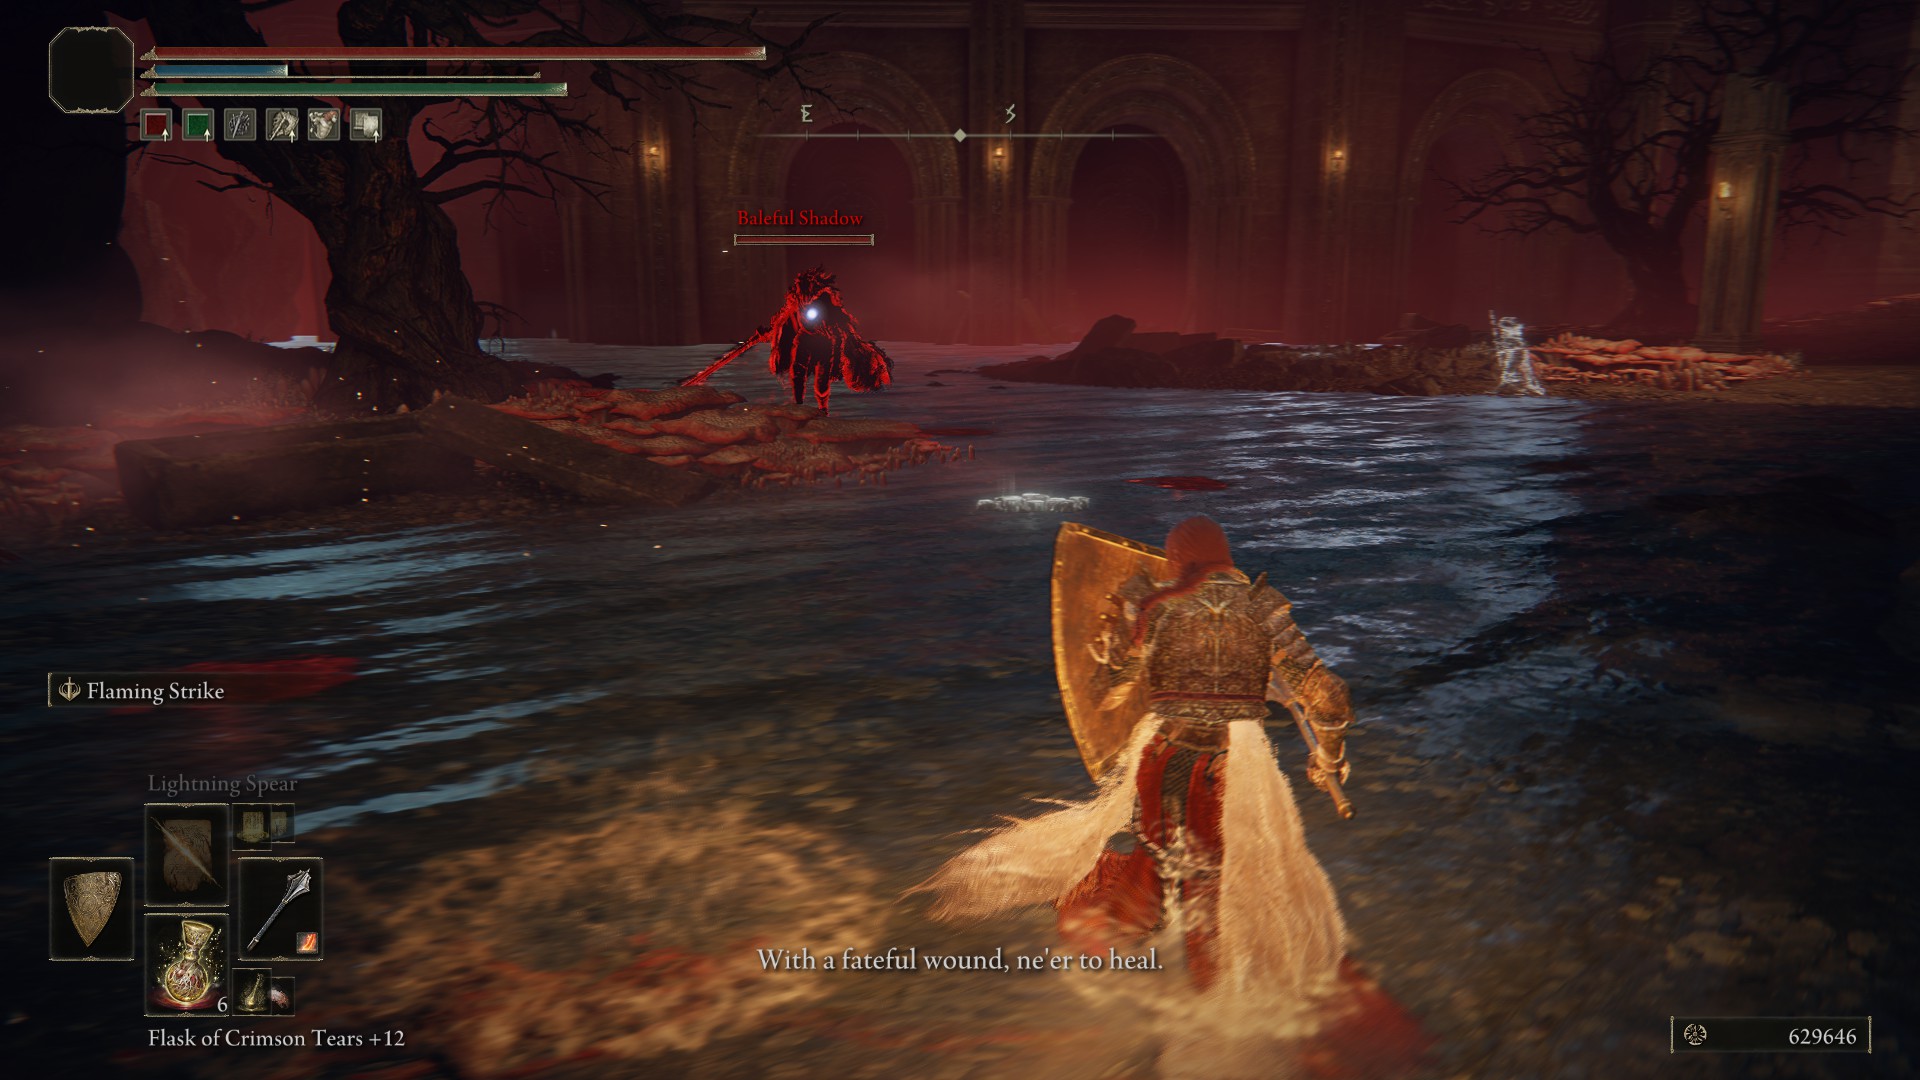 E
S
Baleful Shadow
Flaming Strike
Lightning Spear
With a fateful wound, ne'er to heal.
6
Flask of Crimson Tears +12
629646